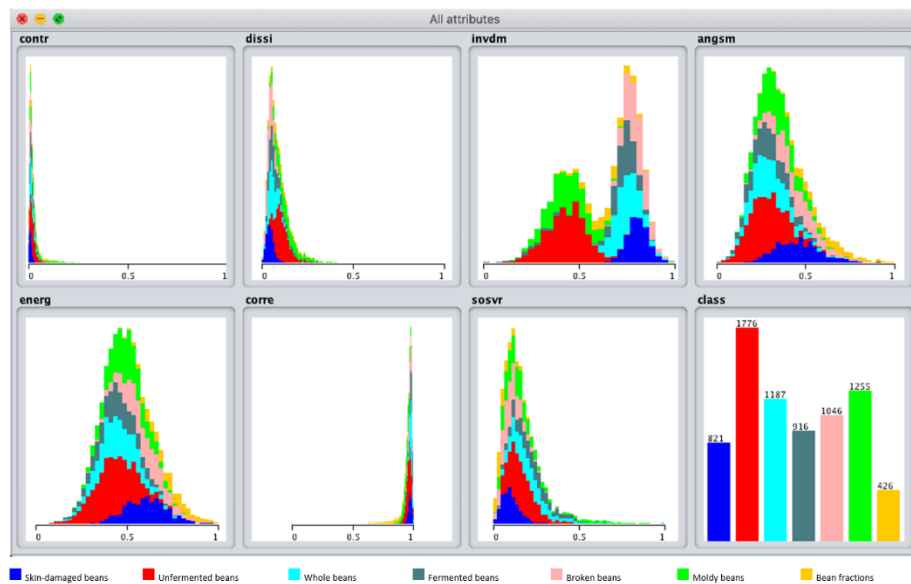 All attributes
contr dissi invdm angsm
0 0.5 1 0 0.5 1 0 0.5 1 0 0.5 1
energ corre sosvr class
821 1776 1187 916 1046 1255 426
0 0.5 1 0 0.5 1 0 0.5 1
Skin-damaged beans Unfermented beans Whole beans Fermented beans Broken beans Moldy beans Bean fractions